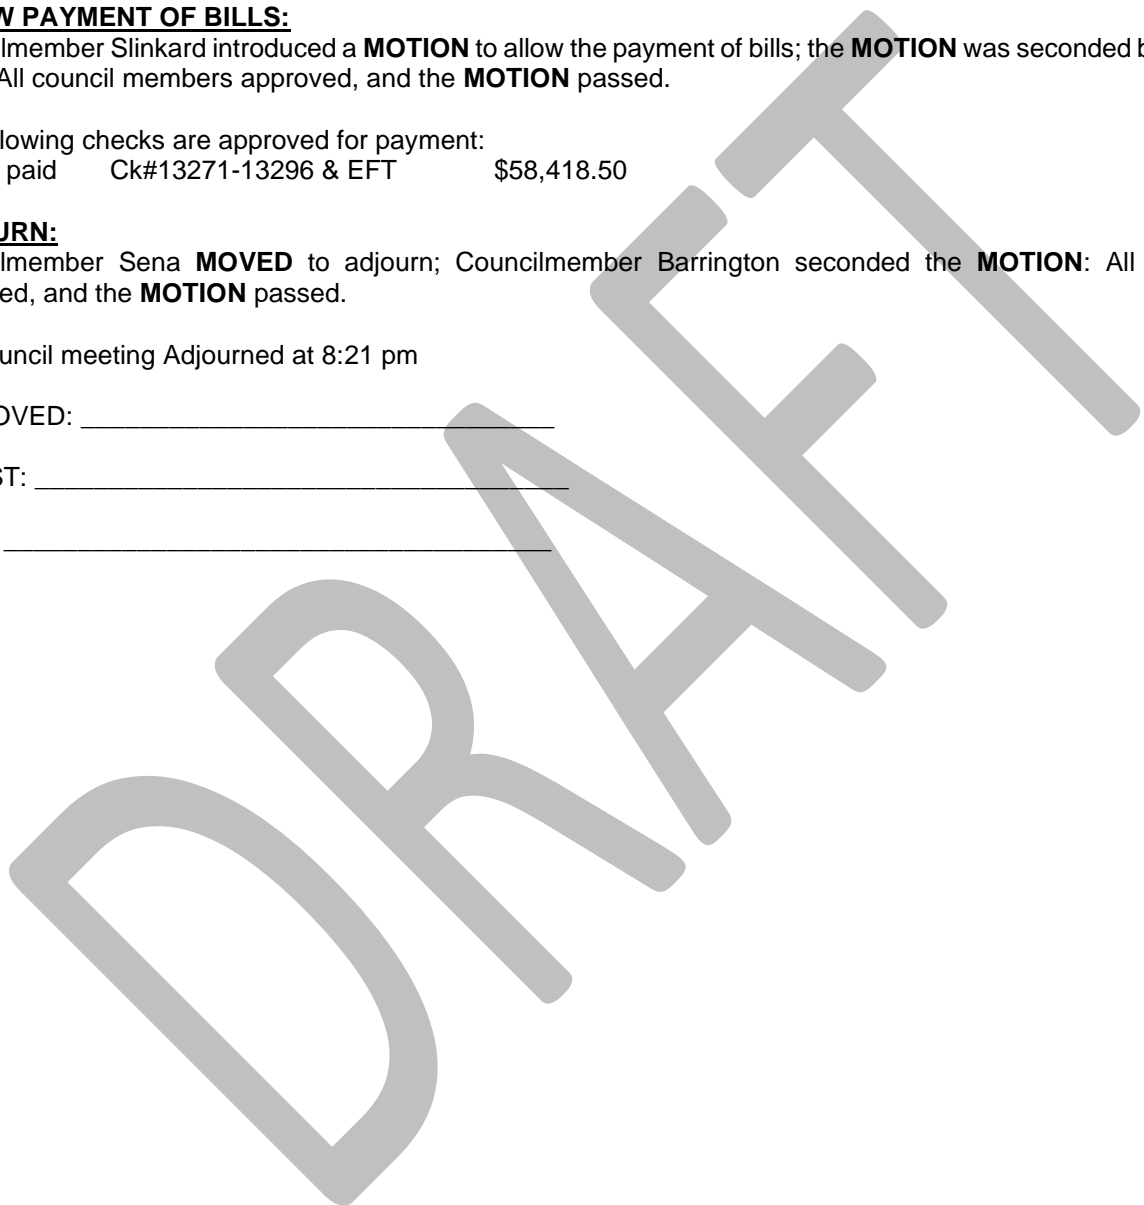 W PAYMENT OF BILLS:
lmember Slinkard introduced a MOTION to allow the payment of bills; the MOTION was seconded b
All council members approved, and the MOTION passed.
lowing checks are approved for payment:
paid Ck#13271-13296 & EFT $58,418.50
URN:
lmember Sena MOVED to adjourn; Councilmember Barrington seconded the MOTION: All
ed, and the MOTION passed.
uncil meeting Adjourned at 8:21 pm
OVED: ___________________________________
ST: _______________________________________
________________________________________
DRAFT